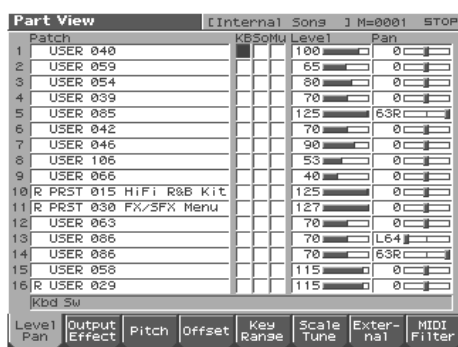 Part View [Internal Song ] M=0001 STOP
Patch KBSoMu Level Pan
1 USER 040 100 0
2 USER 059 65 0
3 USER 054 80 0
4 USER 039 70 0
5 USER 085 125 63R
6 USER 042 70 0
7 USER 046 90 0
8 USER 106 53 0
9 USER 066 40 0
10 R PRST 015 HiFi R&B Kit 125 0
11 R PRST 030 FX/SFX Menu 127 0
12 USER 063 70 0
13 USER 086 70 L64
14 USER 086 70 63R
15 USER 058 115 0
16 R USER 029 115 0
Kbd Sw
Level Pan Output Effect Pitch Offset Key Range Scale Tune Exter-nal MIDI Filter